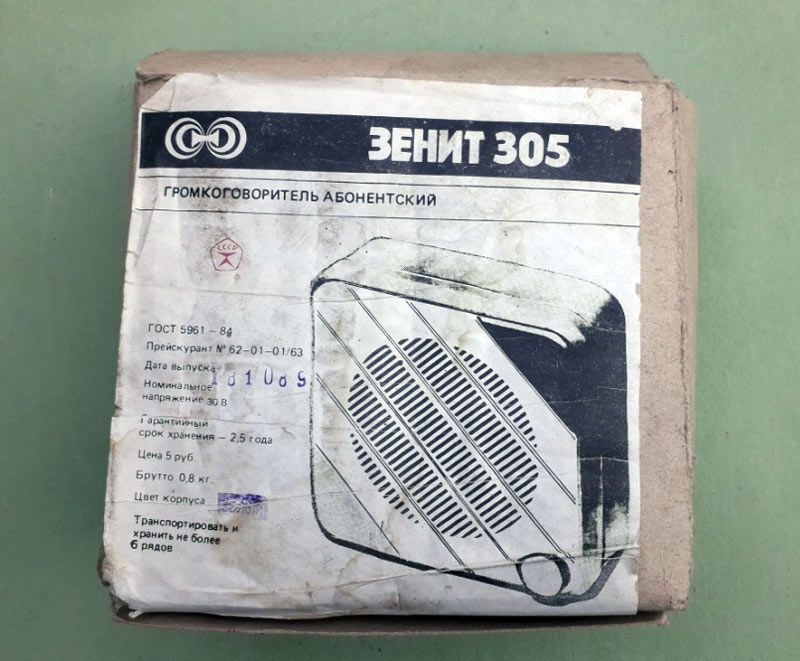 ЗЕНИТ 305
ГРОМКОГОВОРИТЕЛЬ АБОНЕНТСКИЙ
СССР
ГОСТ 5961 – 84
Прейскурант № 62-01-01/63
Дата выпуска 181089
Номинальное
напряжение 30 В
Гарантийный
срок хранения – 2,5 года
Цена 5 руб.
Брутто 0,8 кг.
Цвет корпуса
Транспортировать и
хранить не более
6 рядов